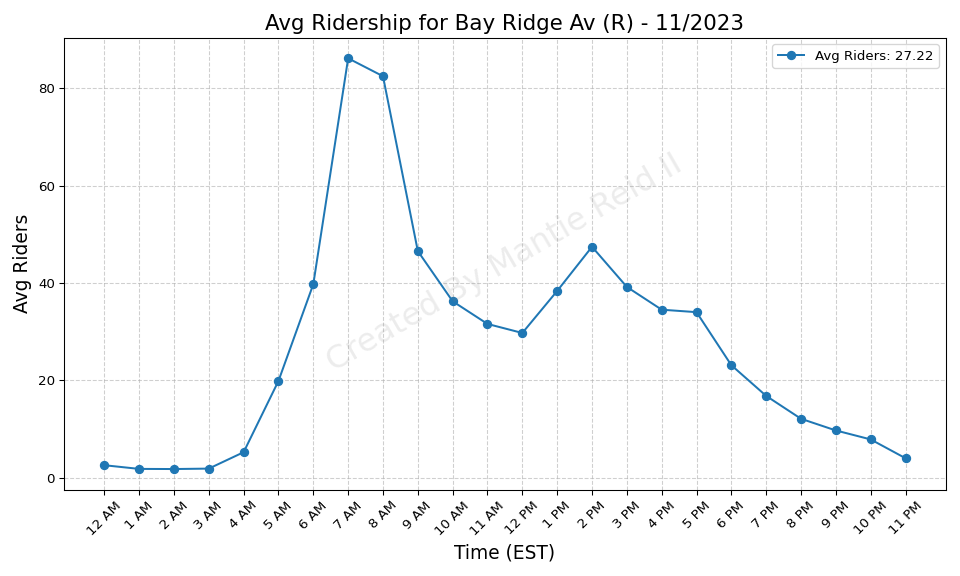 Avg Ridership for Bay Ridge Av (R) - 11/2023
Avg Riders: 27.22
Avg Riders
80
60
40
20
0
Created By Mantie Reid II
12 AM
1 AM
2 AM
3 AM
4 AM
5 AM
6 AM
7 AM
8 AM
9 AM
10 AM
11 AM
12 PM
1 PM
2 PM
3 PM
4 PM
5 PM
6 PM
7 PM
8 PM
9 PM
10 PM
11 PM
Time (EST)